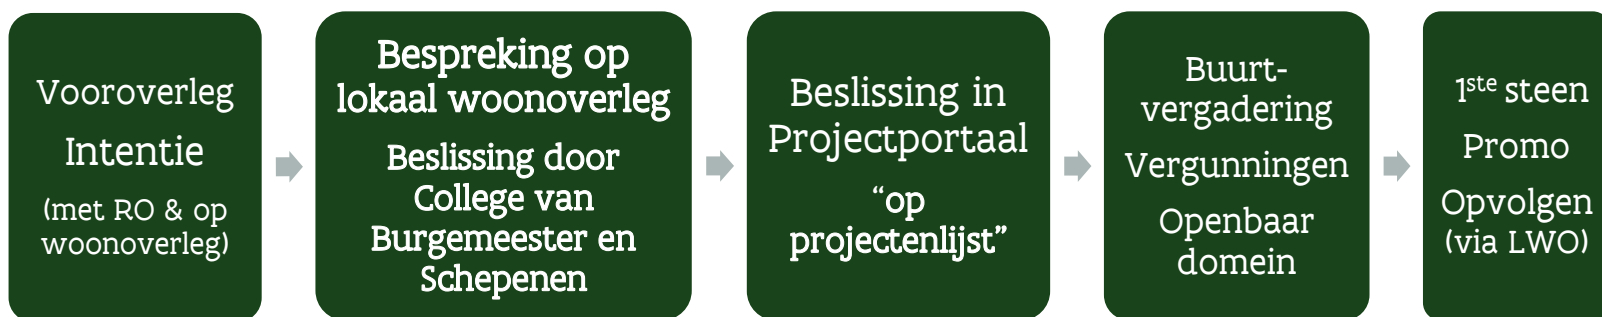 Vooroverleg
Intentie
(met RO & op
woonoverleg)
Bespreking op
lokaal woonoverleg
Beslissing door
College van
Burgemeester en
Schepenen
Beslissing in
Projectportaal
“op
projectenlijst”
Buurt-
vergadering
Vergunningen
Openbaar
domein
1ste steen
Promo
Opvolgen
(via LWO)